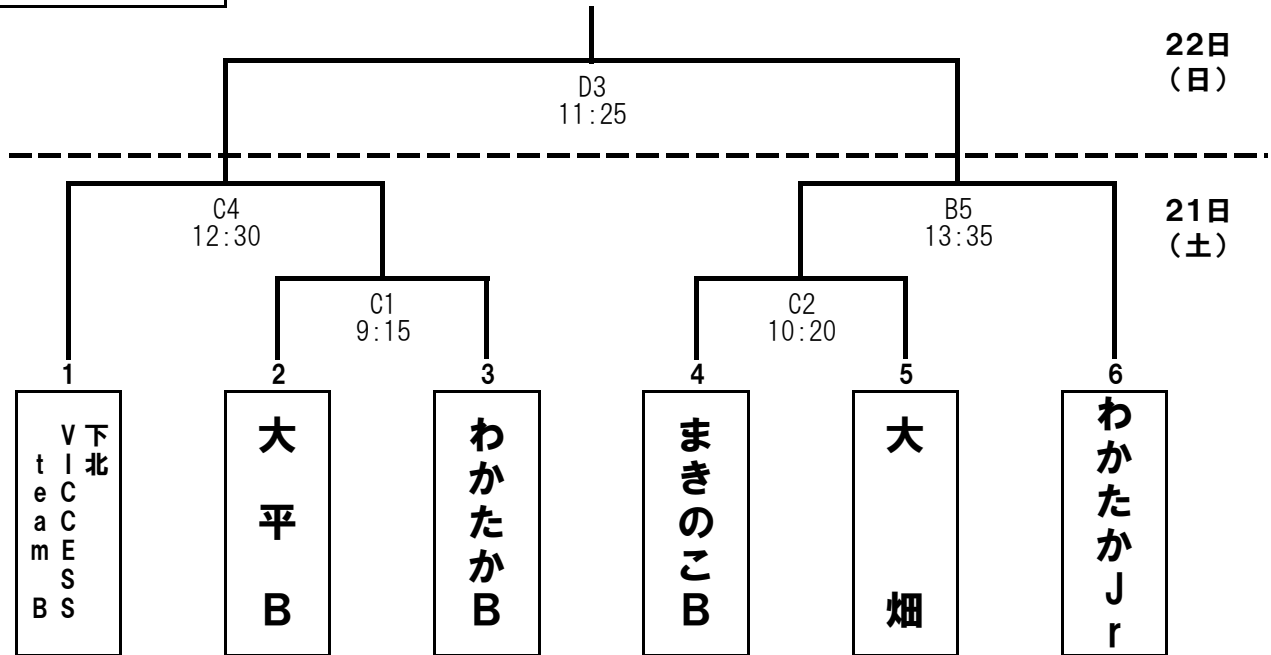 22日
（日）
D3
11:25
C4
12:30
B5
13:35
21日
（土）
C1
9:15
C2
10:20
1
2
3
4
5
6
下北
VICCESS
team B
大平B
わかたかB
まきのこB
大畑
わかたかJr